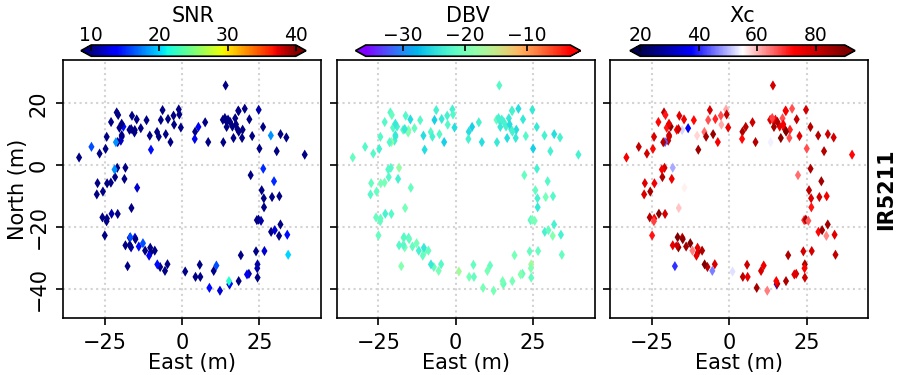 SNR DBV Xc
10 20 30 40 −30 −20 −10 20 40 60 80
North (m)
20
0
−20
−40
−25 0 25 −25 0 25 −25 0 25
East (m) East (m) East (m)
IR5211